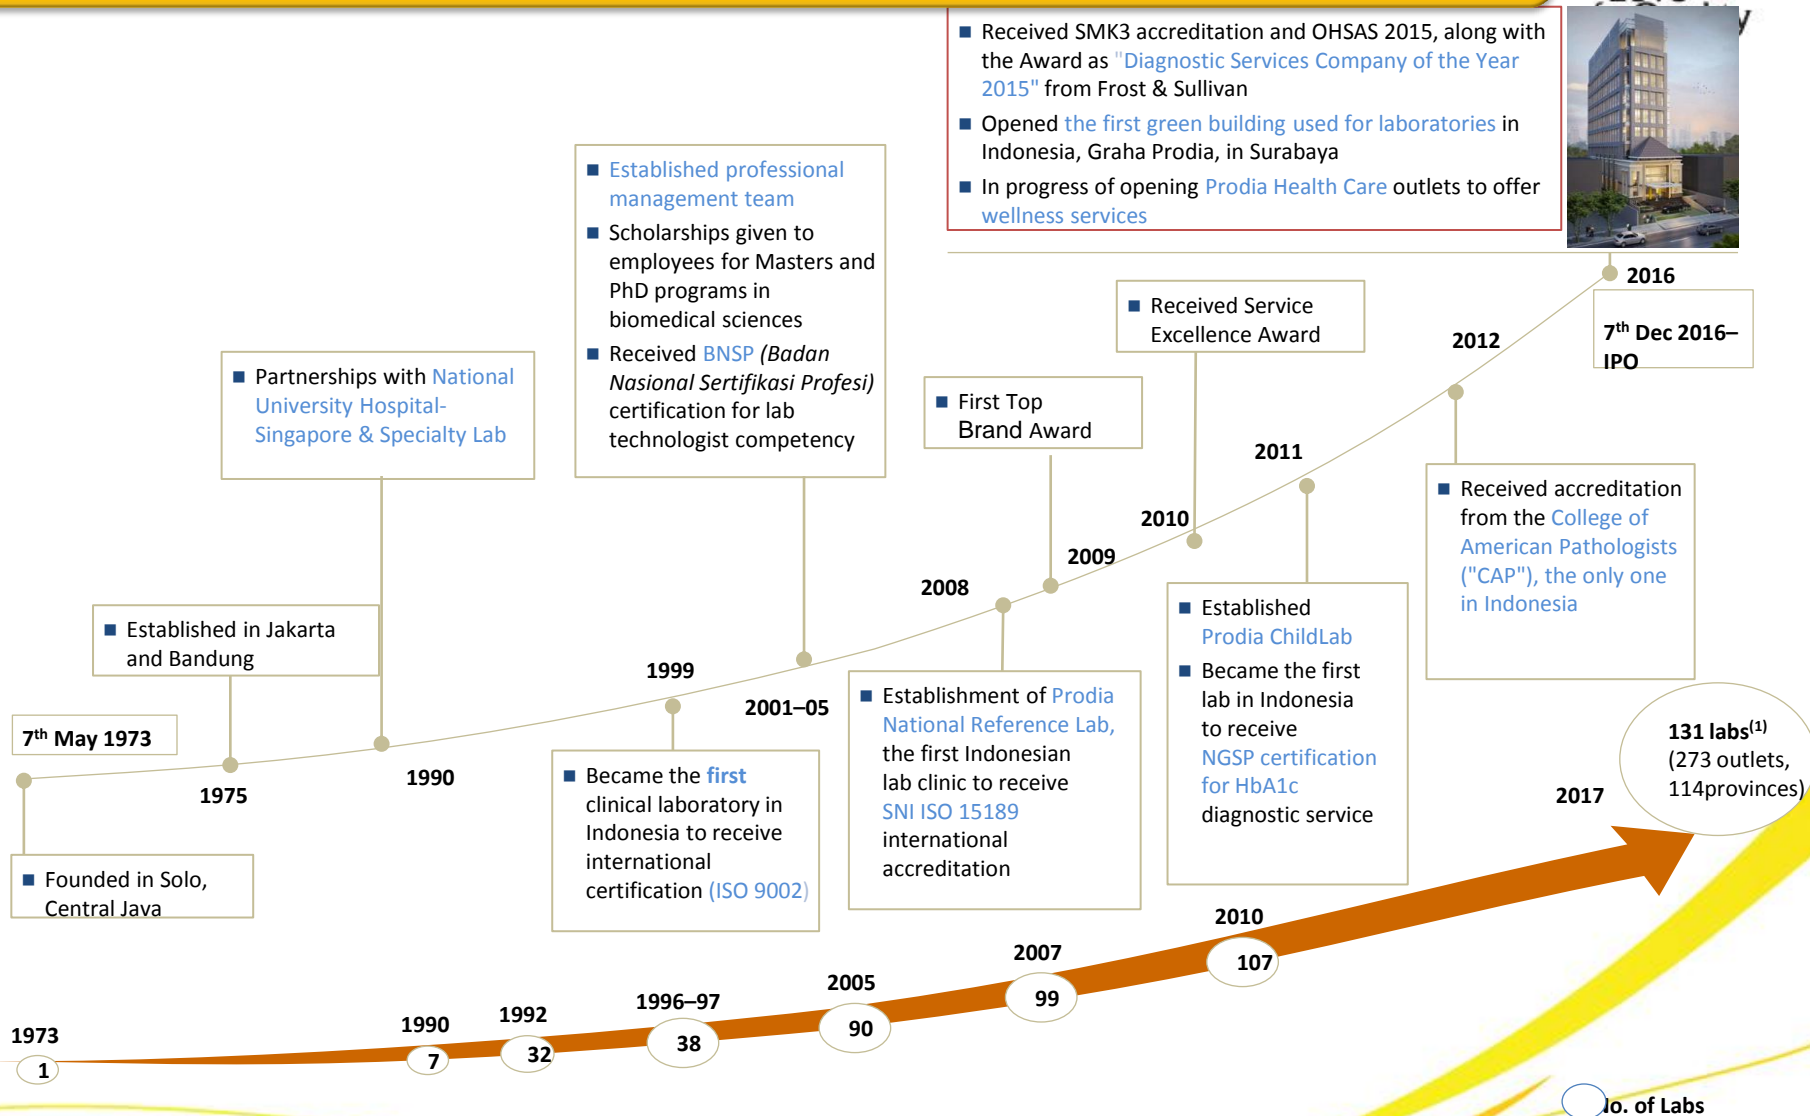 ■ Received SMK3 accreditation and OHSAS 2015, along with
the Award as "Diagnostic Services Company of the Year
2015" from Frost & Sullivan
■ Opened the first green building used for laboratories in
Indonesia, Graha Prodia, in Surabaya
■ In progress of opening Prodia Health Care outlets to offer
wellness services
2016
7th Dec 2016–
IPO
■ Established professional
management team
■ Scholarships given to
employees for Masters and
PhD programs in
biomedical sciences
■ Received BNSP (Badan
Nasional Sertifikasi Profesi)
certification for lab
technologist competency
■ Received Service
Excellence Award
2012
■ Partnerships with National
University Hospital-
Singapore & Specialty Lab
■ First Top
Brand Award
2011
■ Received accreditation
from the College of
American Pathologists
("CAP"), the only one
in Indonesia
2010
2009
2008
■ Established in Jakarta
and Bandung
■ Established
Prodia ChildLab
■ Became the first
lab in Indonesia
to receive
NGSP certification
for HbA1c
diagnostic service
1999
2001–05
■ Establishment of Prodia
National Reference Lab,
the first Indonesian
lab clinic to receive
SNI ISO 15189
international
accreditation
7th May 1973
1975
1990
■ Became the first
clinical laboratory in
Indonesia to receive
international
certification (ISO 9002)
■ Founded in Solo,
Central Java
131 labs(1)
(273 outlets,
114provinces)
2017
2010
107
2007
99
2005
90
1996–97
38
1992
32
1990
7
1973
1
No. of Labs